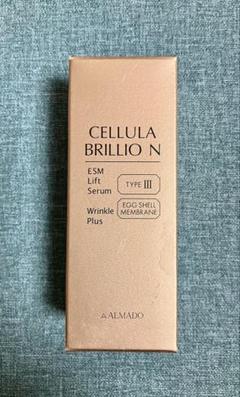 CELLULA
BRILLIO N
ESM
Lift
Serum
TYPE III
Wrinkle
Plus
EGG SHELL
MEMBRANE
ALMADO